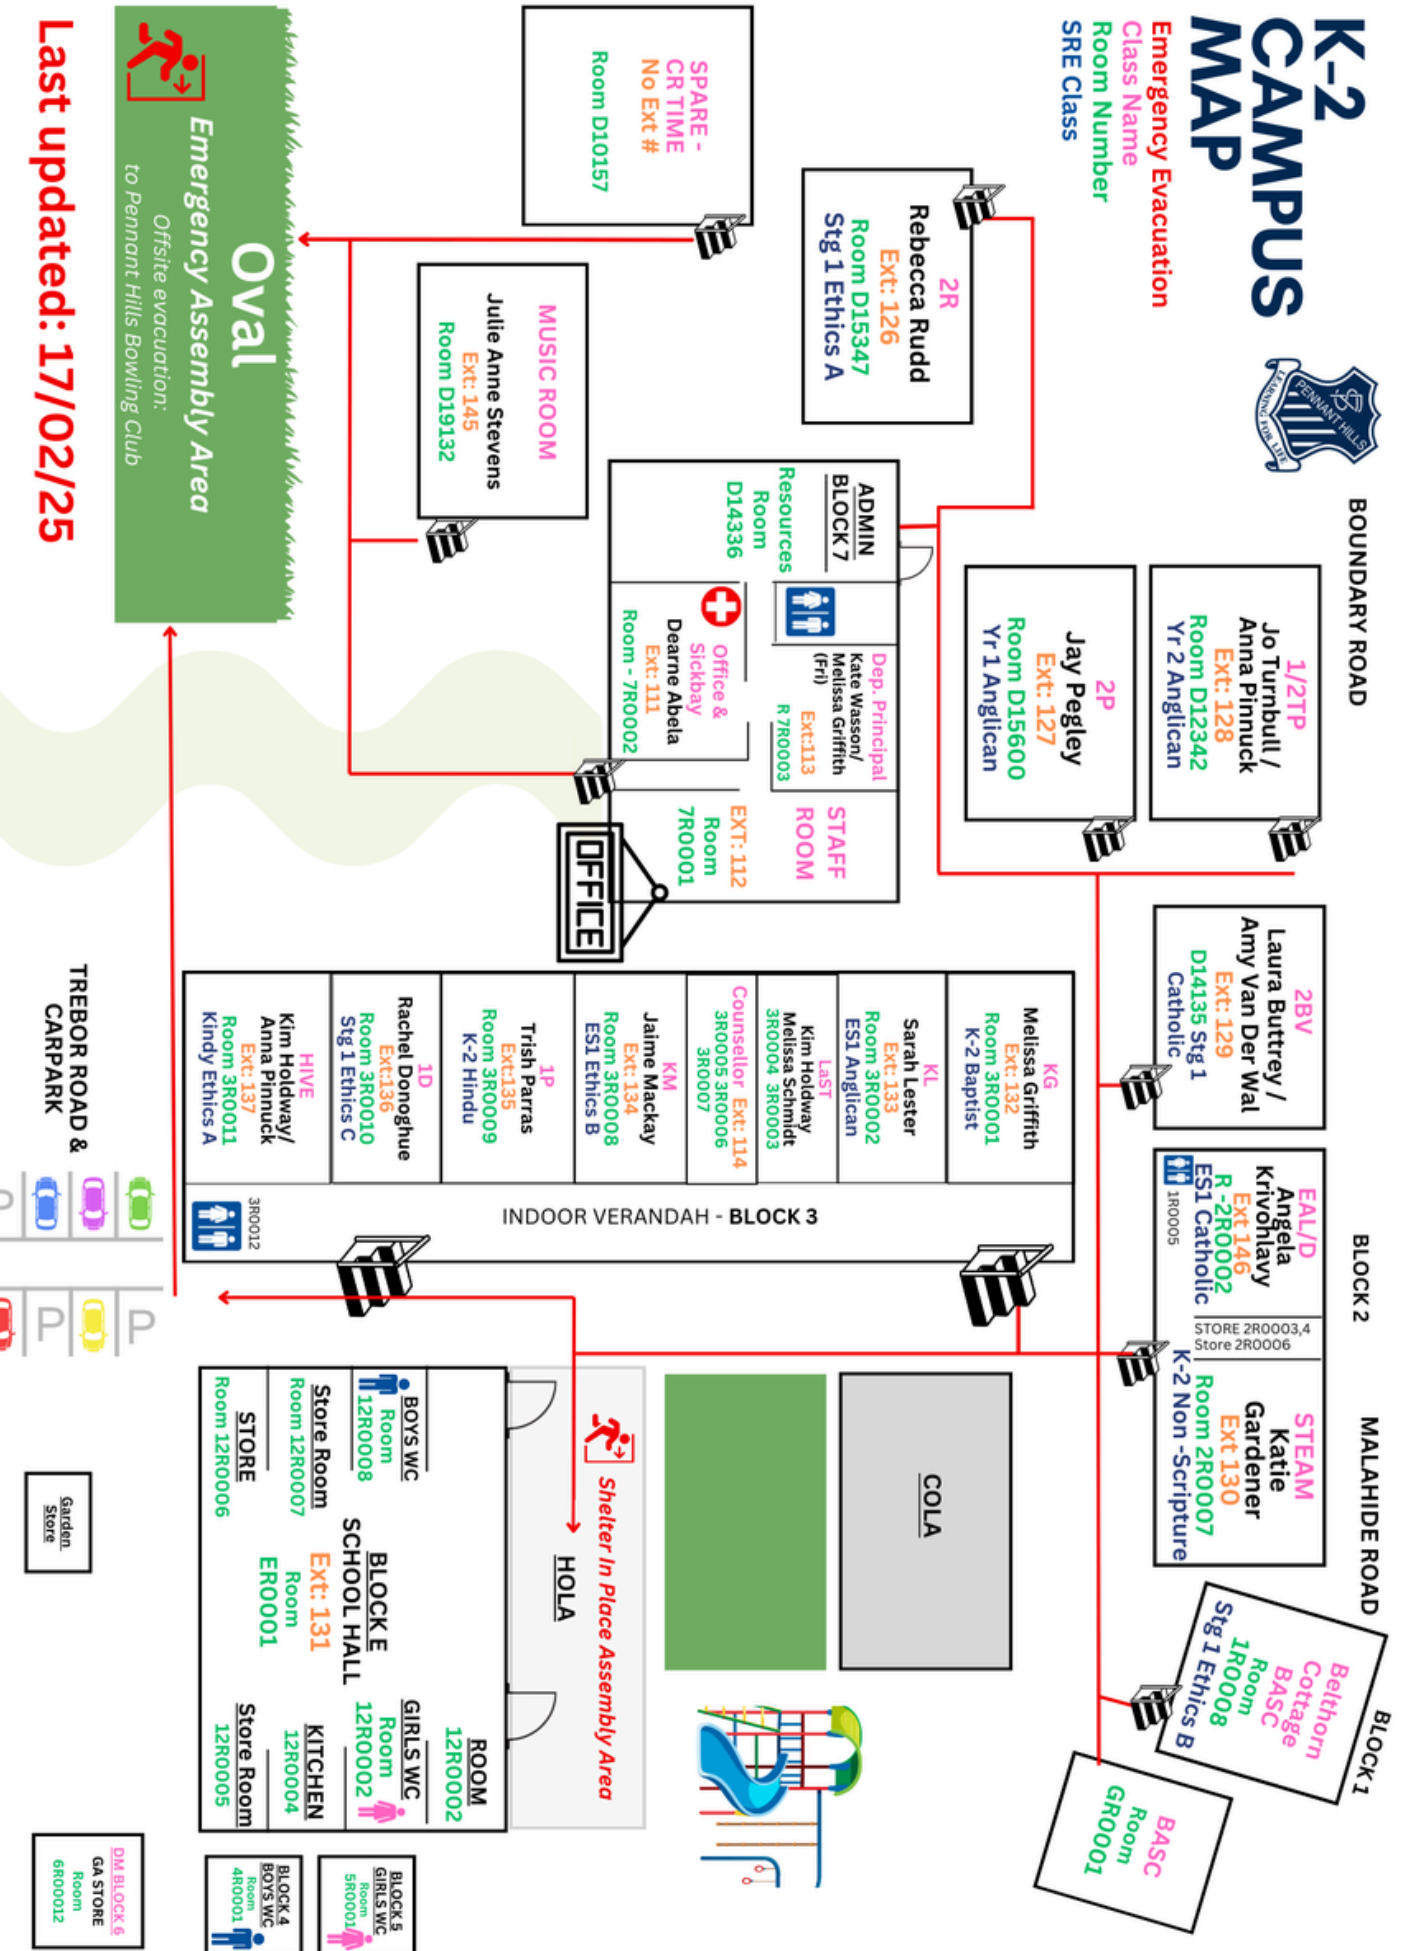 K-2
CAMPUS
MAP
Emergency Evacuation
Class Name
Room Number
SRE Class
PENNANT HILLS
LEARNING FOR LIFE
BOUNDARY ROAD
BLOCK 2
MALAHIDE ROAD
BLOCK 1
1/2TP
Jo Turnbull /
Anna Pinnuck
Ext: 128
Room D12342
Yr 2 Anglican
2P
Jay Pegley
Ext: 127
Room D15600
Yr 1 Anglican
2BV
Laura Buttrey /
Amy Van Der Wal
Ext: 129
D14135 Stg 1
Catholic
EAL/D
Angela
Krivohlavy
Ext 146
R -2R0002
ES1 Catholic
1R0005
STORE 2R0003,4
Store 2R0006
STEAM
Katie
Gardener
Ext 130
Room 2R0007
K-2 Non -Scripture
Belthorn
Cottage
BASC
Room
1R0008
Stg 1 Ethics B
BASC
Room
GR0001
2R
Rebecca Rudd
Ext: 126
Room D15347
Stg 1 Ethics A
SPARE -
CR TIME
No Ext #
Room D10157
MUSIC ROOM
Julie Anne Stevens
Ext: 145
Room D19132
ADMIN
BLOCK 7
Resources
Room
D14336
Dep. Principal
Kate Wasson/
Melissa Griffith
(Fri)
Ext:113
R 7R0003
Office &
Sickbay
Dearne Abela
Ext: 111
Room - 7R0002
STAFF
ROOM
EXT: 112
Room
7R0001
OFFICE
KG
Melissa Griffith
Ext: 132
Room 3R0001
K-2 Baptist
KL
Sarah Lester
Ext: 133
Room 3R0002
ES1 Anglican
LaST
Kim Holdway
Melissa Schmidt
3R0004 3R0003
Counsellor Ext: 114
3R0005 3R0006
3R0007
KM
Jaime Mackay
Ext: 134
Room 3R0008
ES1 Ethics B
1P
Trish Parras
Ext:135
Room 3R0009
K-2 Hindu
1D
Rachel Donoghue
Ext:136
Room 3R0010
Stg 1 Ethics C
HIVE
Kim Holdway/
Anna Pinnuck
Ext: 137
Room 3R0011
Kindy Ethics A
INDOOR VERANDAH - BLOCK 3
3R0012
COLA
Shelter In Place Assembly Area
HOLA
BOYS WC
Room
12R0008
Store Room
Room 12R0007
STORE
Room 12R0006
BLOCK E
SCHOOL HALL
Ext: 131
Room
ER0001
ROOM
12R0002
GIRLS WC
Room
12R0002
KITCHEN
12R0004
Store Room
12R0005
BLOCK 5
GIRLS WC
Room
5R0001
BLOCK 4
BOYS WC
Room
4R0001
DM BLOCK 6
GA STORE
Room
6R00012
Garden
Store
TREBOR ROAD &
CARPARK
P
P
P
Oval
Emergency Assembly Area
Offsite evacuation:
to Pennant Hills Bowling Club
Last updated: 17/02/25